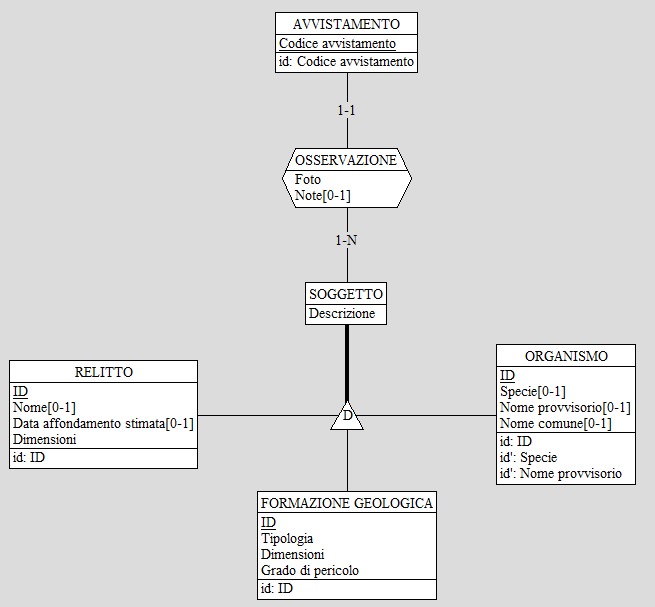 AVVISTAMENTO
Codice avvistamento
id: Codice avvistamento
1-1
OSSERVAZIONE
Foto
Note[0-1]
1-N
SOGGETTO
Descrizione
RELITTO
ID
Nome[0-1]
Data affondamento stimata[0-1]
Dimensioni
id: ID
D
ORGANISMO
ID
Specie[0-1]
Nome provvisorio[0-1]
Nome comune[0-1]
id: ID
id': Specie
id': Nome provvisorio
FORMAZIONE GEOLOGICA
ID
Tipologia
Dimensioni
Grado di pericolo
id: ID